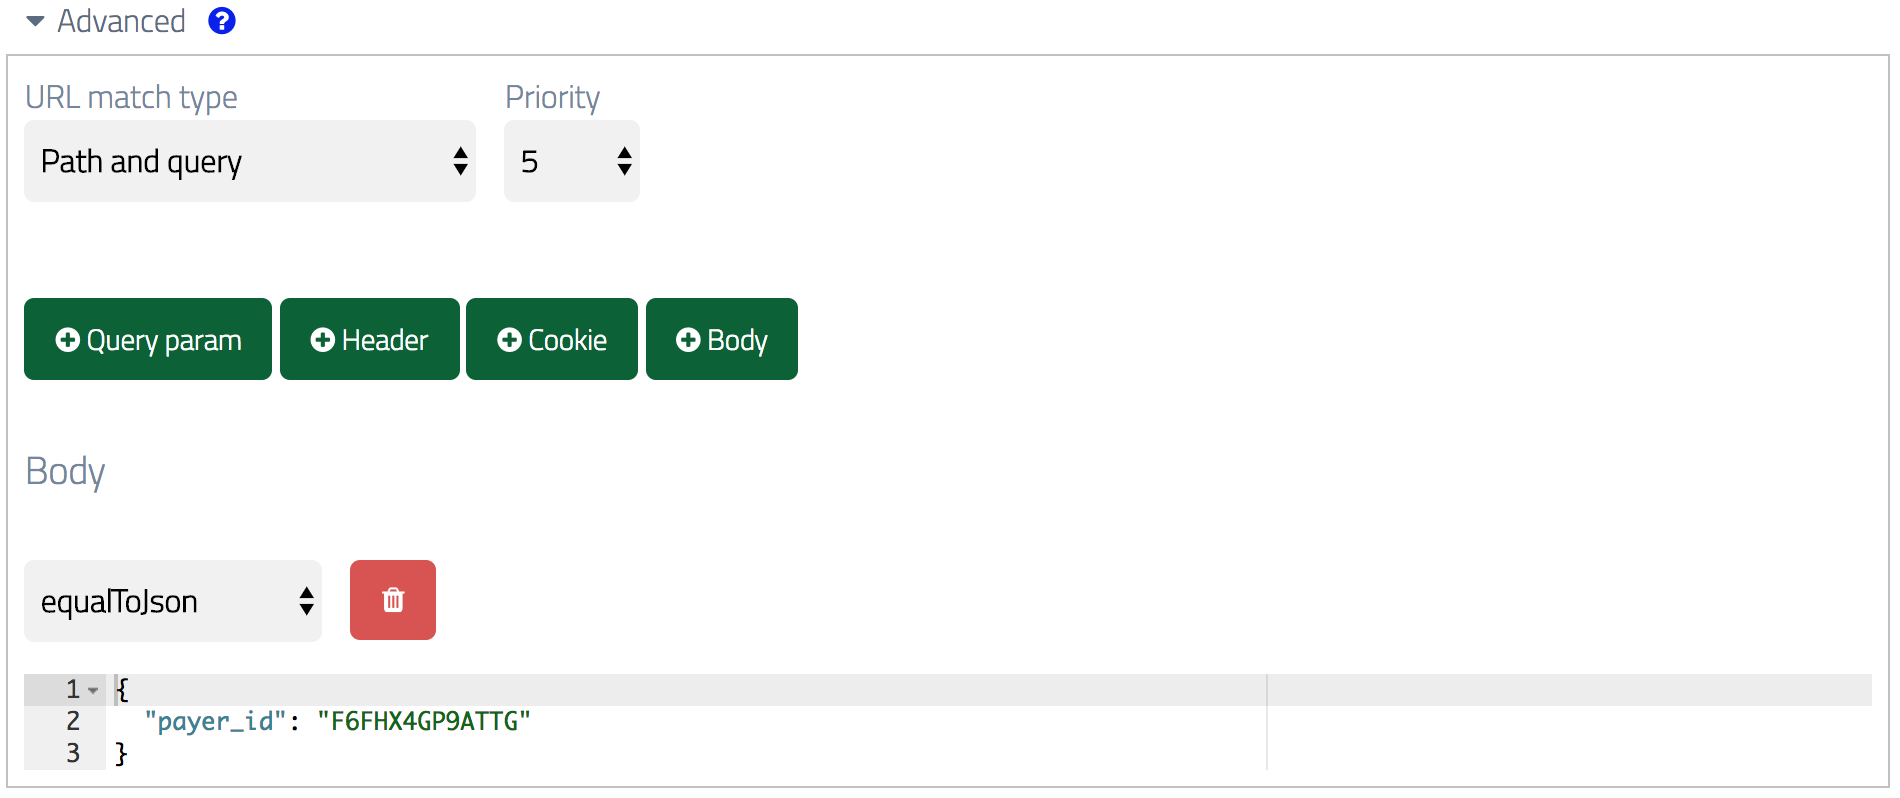 Advanced ?
URL match type Priority
Path and query 5
Query param Header Cookie Body
Body
equalToJson
1 {
2 "payer_id": "F6FHX4GP9ATTG"
3 }